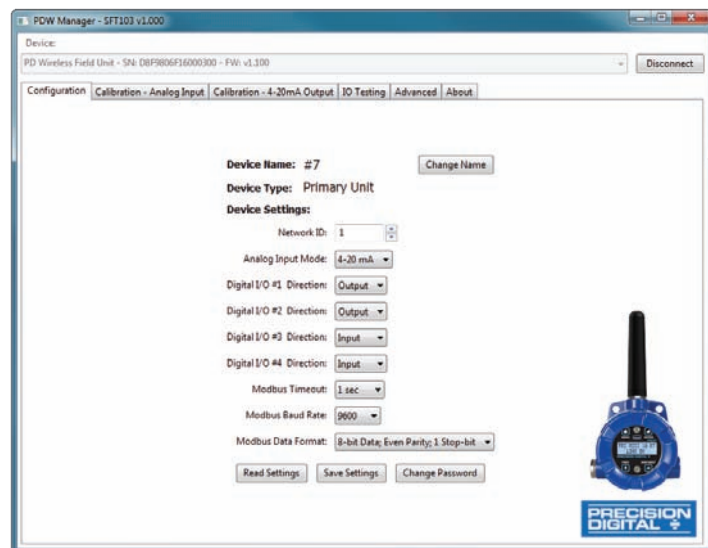 PDW Manager - SFT103 v1.000
Device:
PD Wireless Field Unit - SN: D8F9806F16000300 - FW: v1.100
Disconnect
Configuration Calibration - Analog Input Calibration - 4-20mA Output IO Testing Advanced About
Device Name: #7 Change Name
Device Type: Primary Unit
Device Settings:
Network ID: 1
Analog Input Mode: 4-20 mA
Digital I/O #1 Direction: Output
Digital I/O #2 Direction: Output
Digital I/O #3 Direction: Input
Digital I/O #4 Direction: Input
Modbus Timeout: 1 sec
Modbus Baud Rate: 9600
Modbus Data Format: 8-bit Data; Even Parity; 1 Stop-bit
Read Settings Save Settings Change Password
PRECISION
DIGITAL